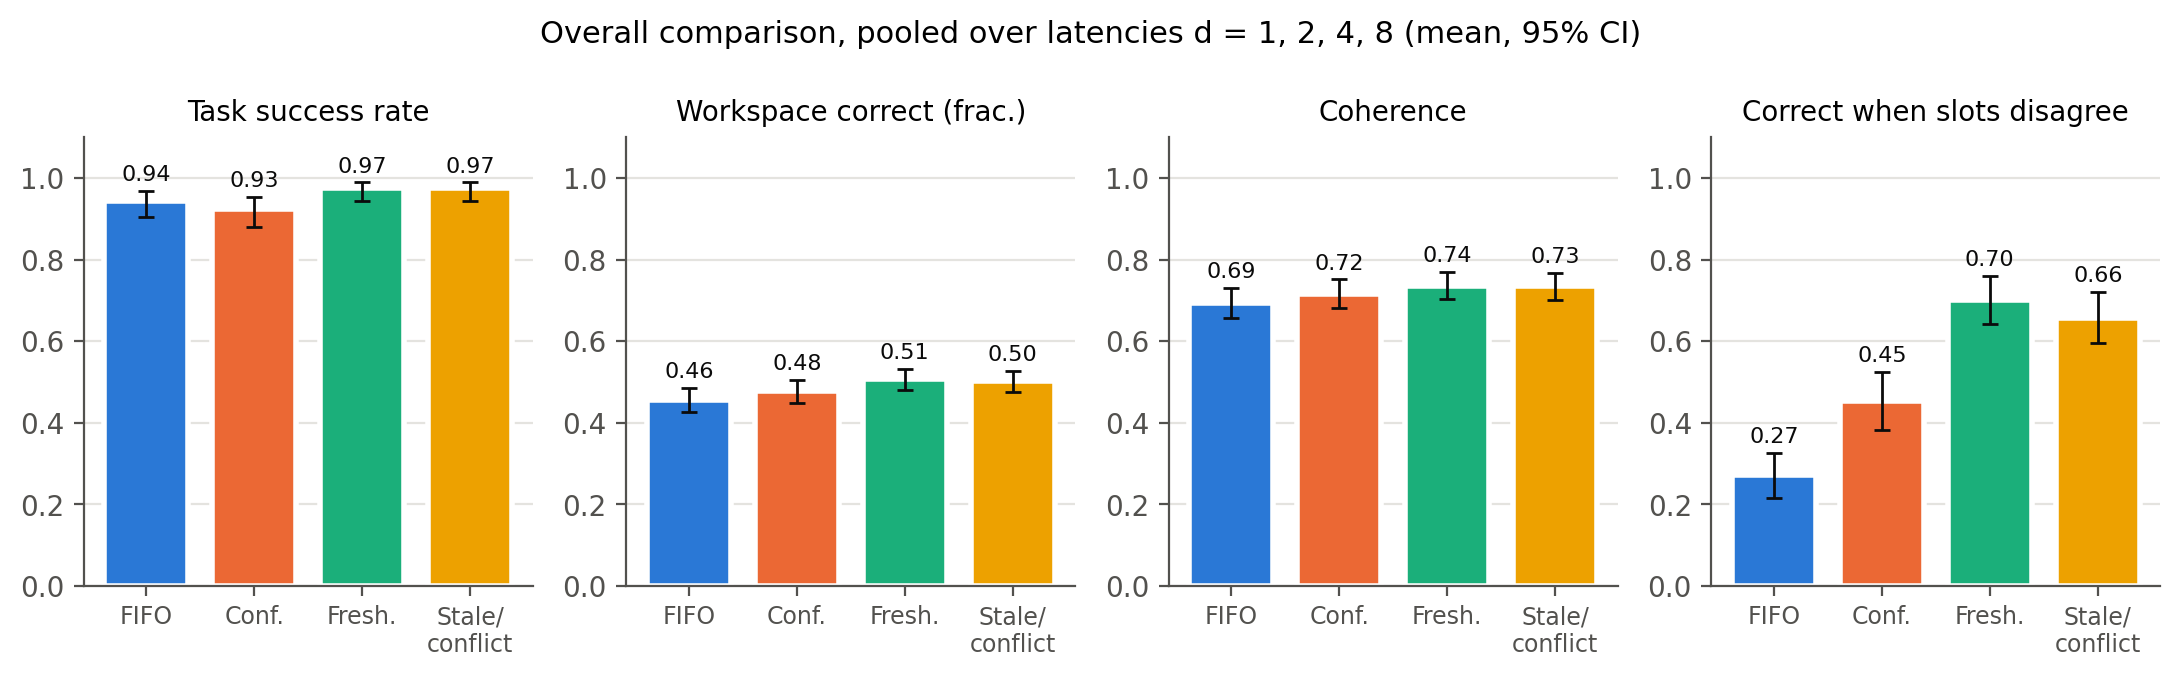 Overall comparison, pooled over latencies d = 1, 2, 4, 8 (mean, 95% CI)
Task success rate
1.0
0.8
0.6
0.4
0.2
0.0
0.94
0.93
0.97
0.97
FIFO
Conf.
Fresh.
Stale/
conflict
Workspace correct (frac.)
1.0
0.8
0.6
0.4
0.2
0.0
0.46
0.48
0.51
0.50
FIFO
Conf.
Fresh.
Stale/
conflict
Coherence
1.0
0.8
0.6
0.4
0.2
0.0
0.69
0.72
0.74
0.73
FIFO
Conf.
Fresh.
Stale/
conflict
Correct when slots disagree
1.0
0.8
0.6
0.4
0.2
0.0
0.27
0.45
0.70
0.66
FIFO
Conf.
Fresh.
Stale/
conflict